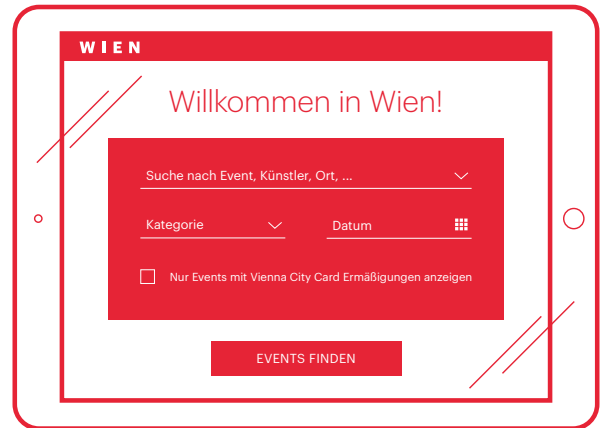 WIEN
Willkommen in Wien!
Suche nach Event, Künstler, Ort, ...
Kategorie
Datum
Nur Events mit Vienna City Card Ermäßigungen anzeigen
EVENTS FINDEN